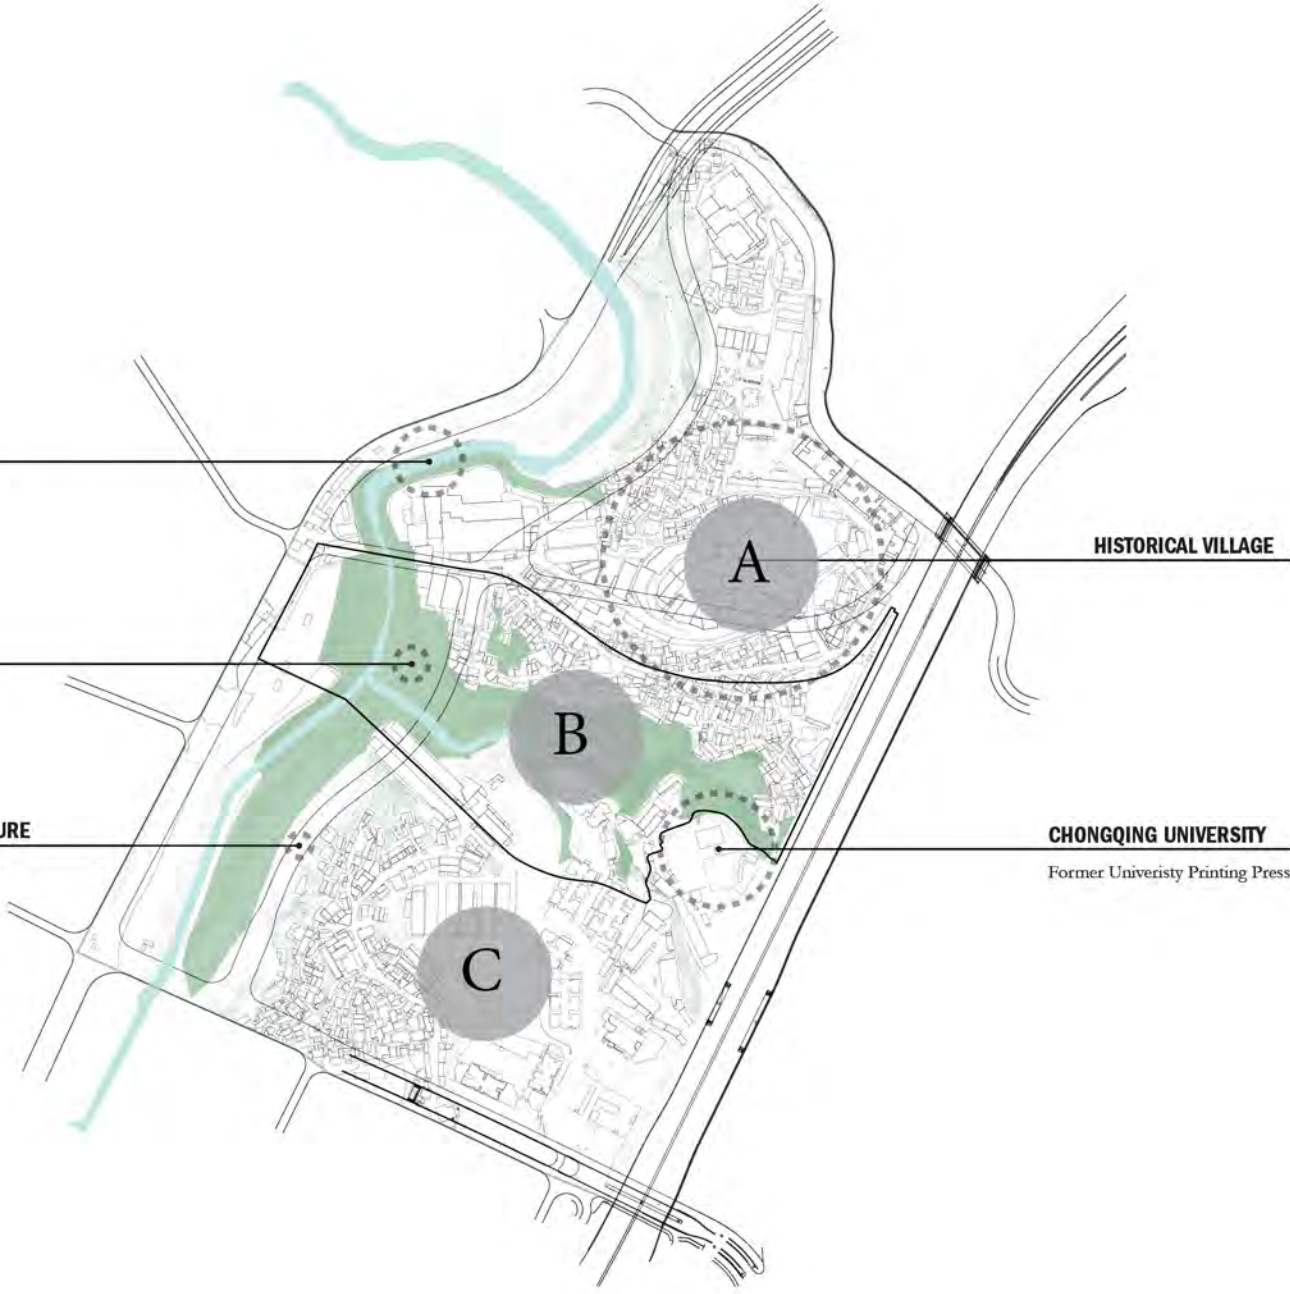 A
HISTORICAL VILLAGE
B
URE
CHONGQING UNIVERSITY
Former Univeristy Printing Press
C